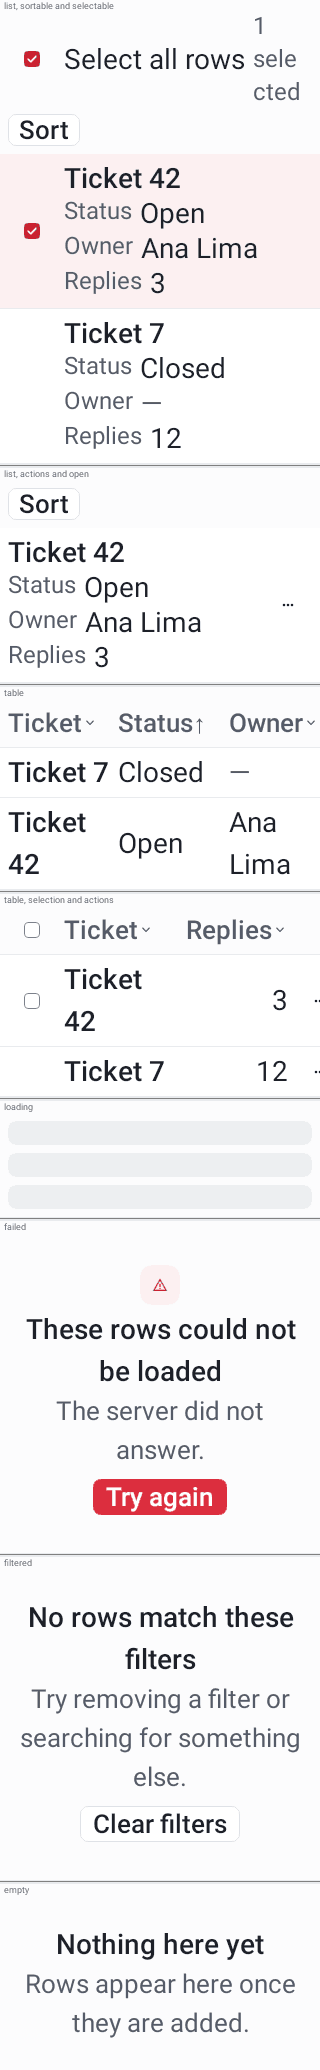 list, sortable and selectable
Select all rows
1
sele
cted
Sort
Ticket 42
Status Open
Owner Ana Lima
Replies 3
Ticket 7
Status Closed
Owner —
Replies 12
list, actions and open
Sort
Ticket 42
Status Open
...
Owner Ana Lima
Replies 3
table
Ticket Status↑ Owner
Ticket 7 Closed —
Ticket
42
Open
Ana
Lima
table, selection and actions
Ticket Replies
Ticket
42
3
Ticket 7 12
loading
failed
These rows could not
be loaded
The server did not
answer.
Try again
filtered
No rows match these
filters
Try removing a filter or
searching for something
else.
Clear filters
empty
Nothing here yet
Rows appear here once
they are added.